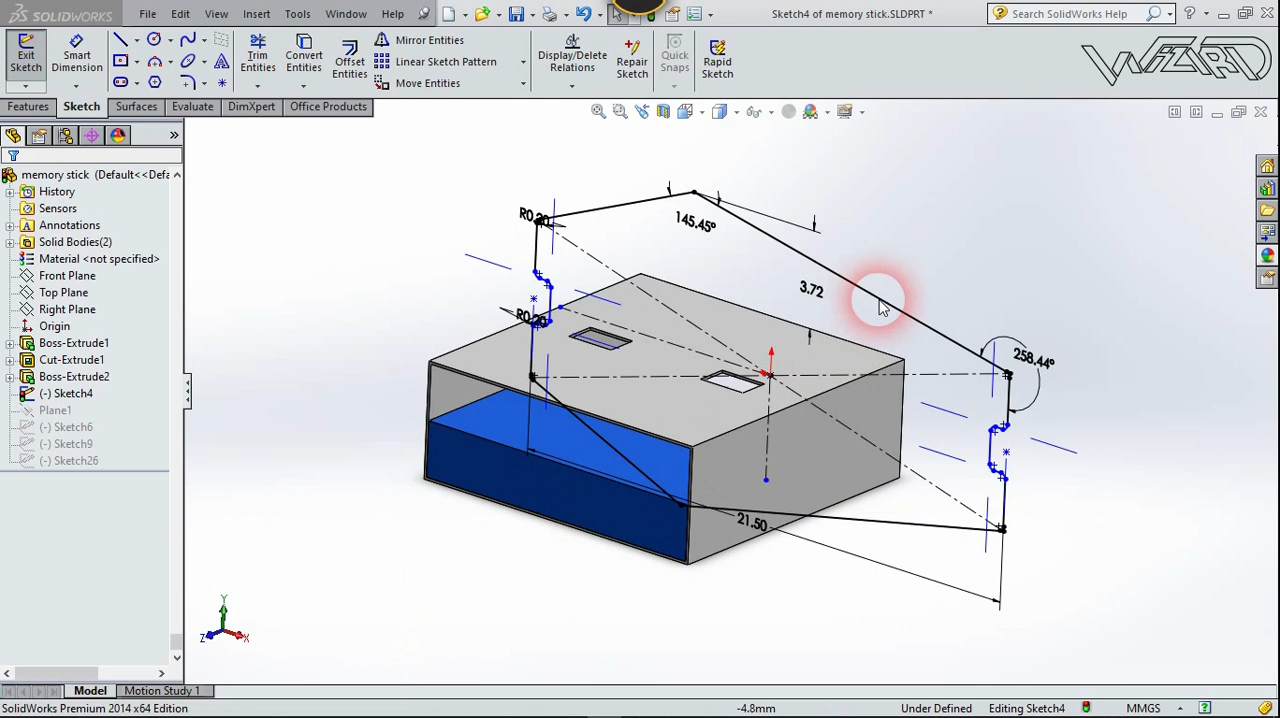 SOLIDWORKS File Edit View Insert Tools Window Help Sketch4 of memory stick.SLDPRT * Search SolidWorks Help
Exit Sketch
Smart Dimension
Trim Entities
Convert Entities
Offset Entities
Mirror Entities
Linear Sketch Pattern
Move Entities
Display/Delete Relations
Repair Sketch
Quick Snaps
Rapid Sketch
WIZARD
Features Sketch Surfaces Evaluate DimXpert Office Products
memory stick (Default<<Defa
History
Sensors
Annotations
Solid Bodies(2)
Material <not specified>
Front Plane
Top Plane
Right Plane
Origin
Boss-Extrude1
Cut-Extrude1
Boss-Extrude2
(-) Sketch4
Plane1
(-) Sketch6
(-) Sketch9
(-) Sketch26
R0.20
145.45°
3.72
R0.20
258.44°
21.50
Y
Z X
Model Motion Study 1
SolidWorks Premium 2014 x64 Edition -4.8mm Under Defined Editing Sketch4 MMGS